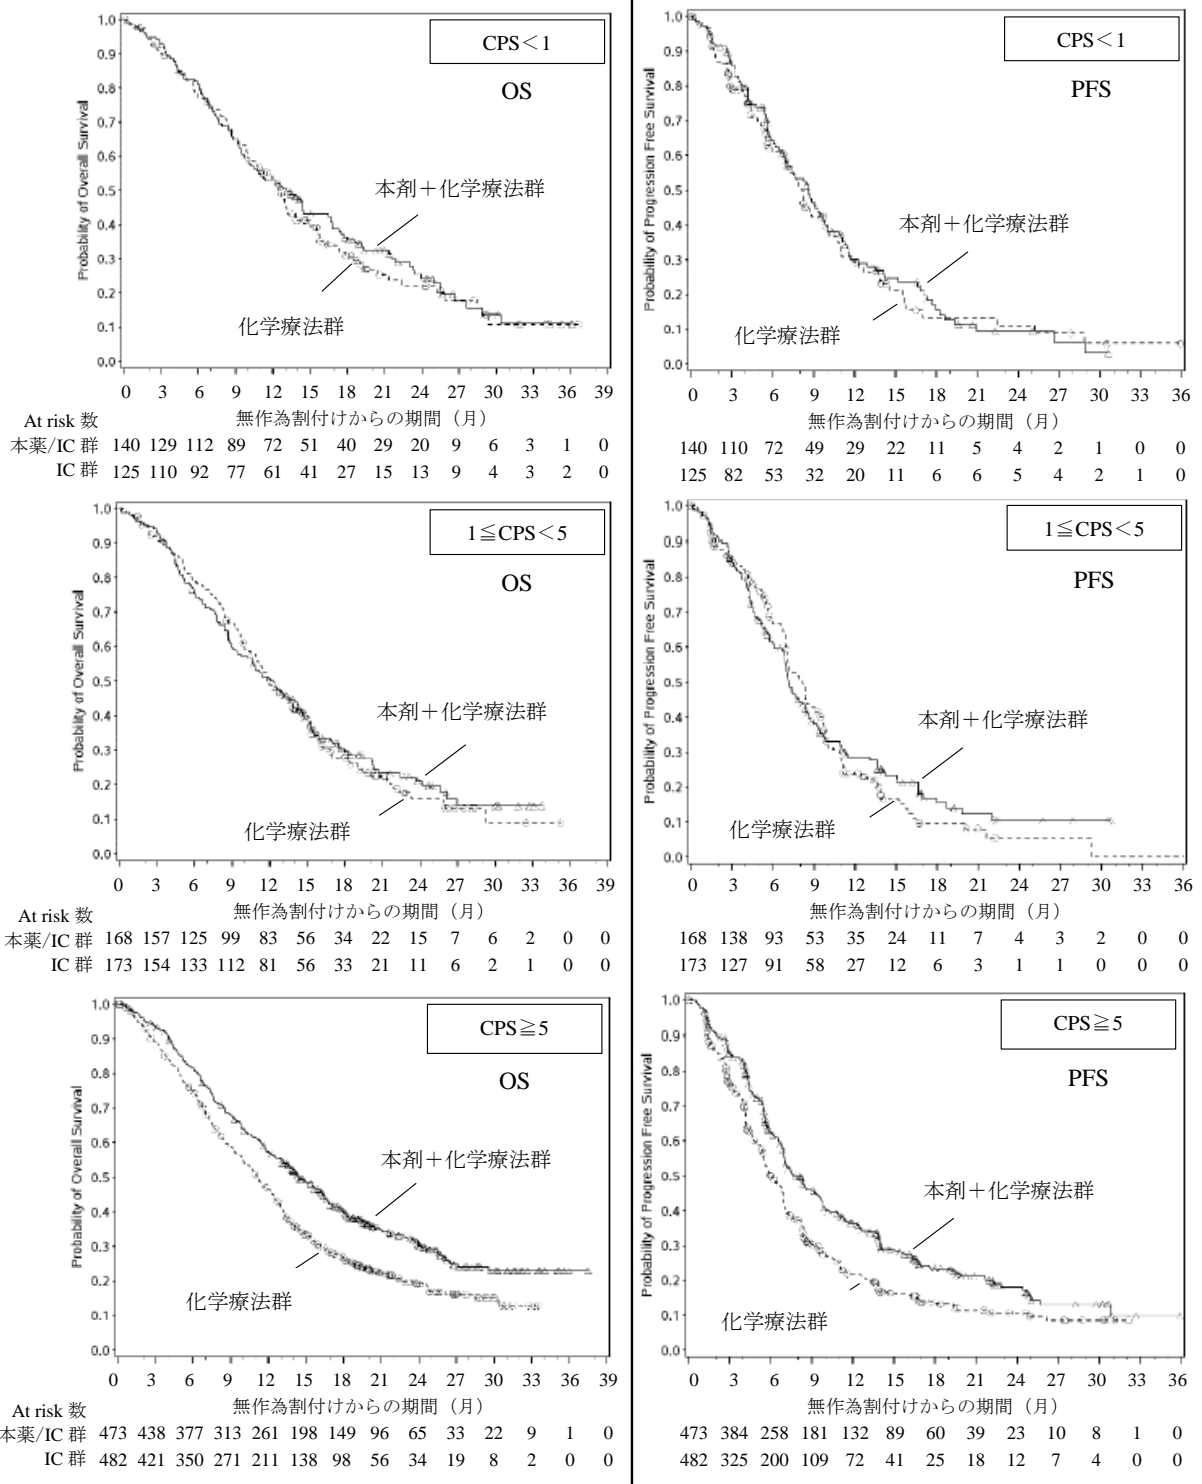 CPS<1
OS
Probability of Overall Survival
1.0
0.9
0.8
0.7
0.6
0.5
0.4
0.3
0.2
0.1
0.0
本剤+化学療法群
化学療法群
0 3 6 9 12 15 18 21 24 27 30 33 36 39
At risk 数 無作為割付けからの期間(月)
本薬/IC 群 140 129 112 89 72 51 40 29 20 9 6 3 1 0
IC 群 125 110 92 77 61 41 27 15 13 9 4 3 2 0
CPS<1
PFS
Probability of Progression Free Survival
1.0
0.9
0.8
0.7
0.6
0.5
0.4
0.3
0.2
0.1
0.0
本剤+化学療法群
化学療法群
0 3 6 9 12 15 18 21 24 27 30 33 36
無作為割付けからの期間(月)
140 110 72 49 29 22 11 5 4 2 1 0 0
125 82 53 32 20 11 6 6 5 4 2 1 0
1≦CPS<5
OS
Probability of Overall Survival
1.0
0.9
0.8
0.7
0.6
0.5
0.4
0.3
0.2
0.1
0.0
本剤+化学療法群
化学療法群
0 3 6 9 12 15 18 21 24 27 30 33 36 39
At risk 数 無作為割付けからの期間(月)
本薬/IC 群 168 157 125 99 83 56 34 22 15 7 6 2 0 0
IC 群 173 154 133 112 81 56 33 21 11 6 2 1 0 0
1≦CPS<5
PFS
Probability of Progression Free Survival
1.0
0.9
0.8
0.7
0.6
0.5
0.4
0.3
0.2
0.1
0.0
本剤+化学療法群
化学療法群
0 3 6 9 12 15 18 21 24 27 30 33 36
無作為割付けからの期間(月)
168 138 93 53 35 24 11 7 4 3 2 0 0
173 127 91 58 27 12 6 3 1 1 0 0 0
CPS≧5
OS
Probability of Overall Survival
1.0
0.9
0.8
0.7
0.6
0.5
0.4
0.3
0.2
0.1
0.0
本剤+化学療法群
化学療法群
0 3 6 9 12 15 18 21 24 27 30 33 36 39
At risk 数 無作為割付けからの期間(月)
本薬/IC 群 473 438 377 313 261 198 149 96 65 33 22 9 1 0
IC 群 482 421 350 271 211 138 98 56 34 19 8 2 0 0
CPS≧5
PFS
Probability of Progression Free Survival
1.0
0.9
0.8
0.7
0.6
0.5
0.4
0.3
0.2
0.1
0.0
本剤+化学療法群
化学療法群
0 3 6 9 12 15 18 21 24 27 30 33 36
無作為割付けからの期間(月)
473 384 258 181 132 89 60 39 23 10 8 1 0
482 325 200 109 72 41 25 18 12 7 4 0 0